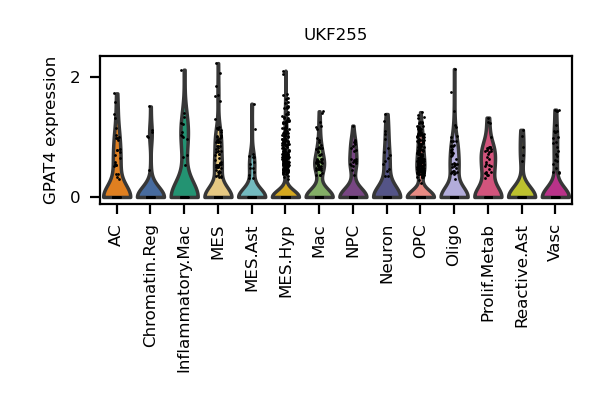 UKF255
GPAT4 expression
2
0
AC
Chromatin.Reg
Inflammatory.Mac
MES
MES.Ast
MES.Hyp
Mac
NPC
Neuron
OPC
Oligo
Prolif.Metab
Reactive.Ast
Vasc